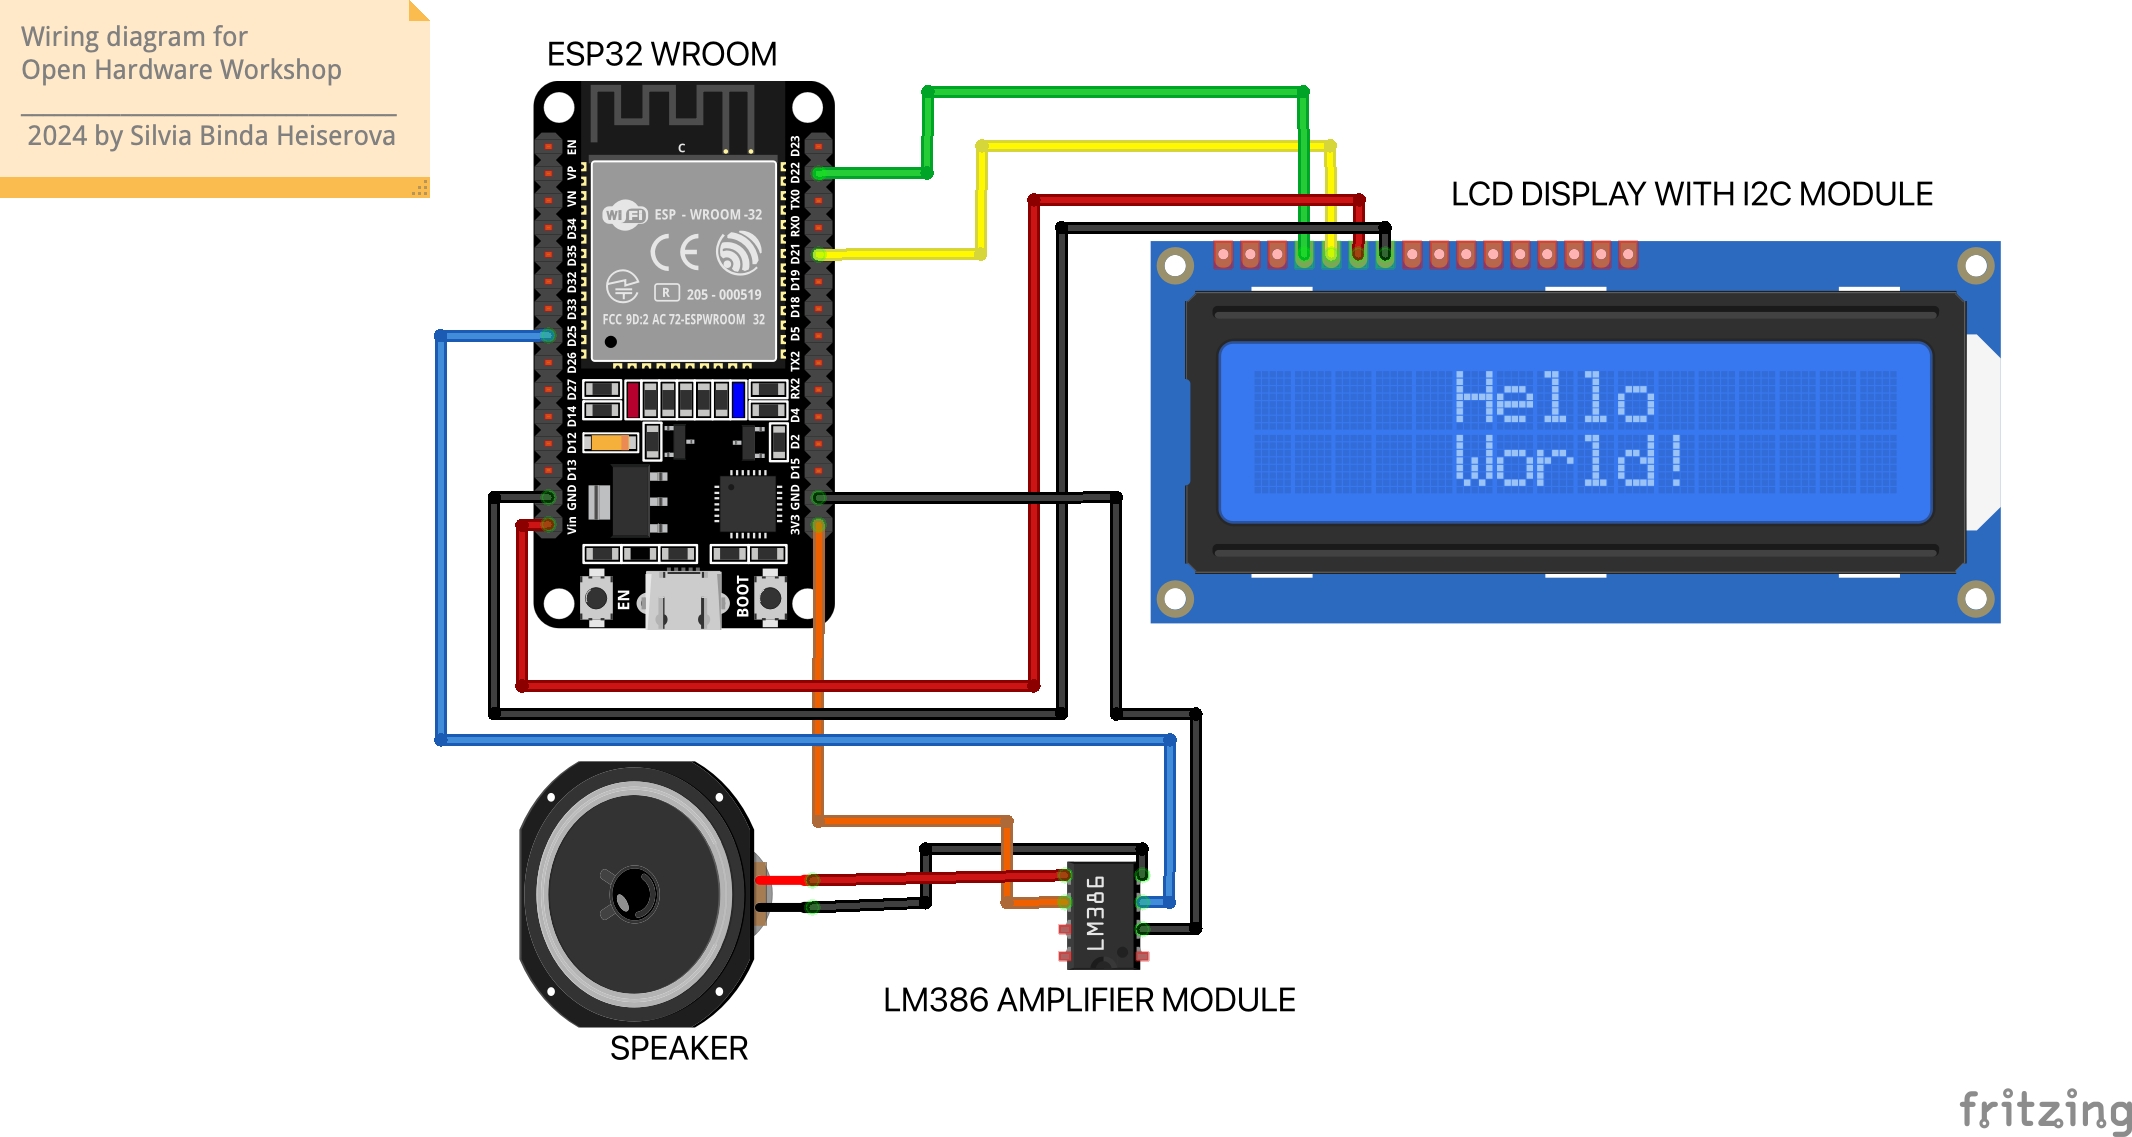 Wiring diagram for
Open Hardware Workshop
2024 by Silvia Binda Heiserova
ESP32 WROOM
LCD DISPLAY WITH I2C MODULE
EN
VP
VN
D34
D35
D32
D33
D25
D26
D27
D14
D12
D13
GND
Vin
D23
D22
TX0
RX0
D21
D19
D18
D5
TX2
RX2
D4
D2
D15
GND
3V3
C
WiFi ESP - WROOM -32
CE
R 205 - 000519
FCC 9D:2 AC 72-ESPWROOM 32
EN
BOOT
Hello
World!
LM386
LM386 AMPLIFIER MODULE
SPEAKER
fritzing